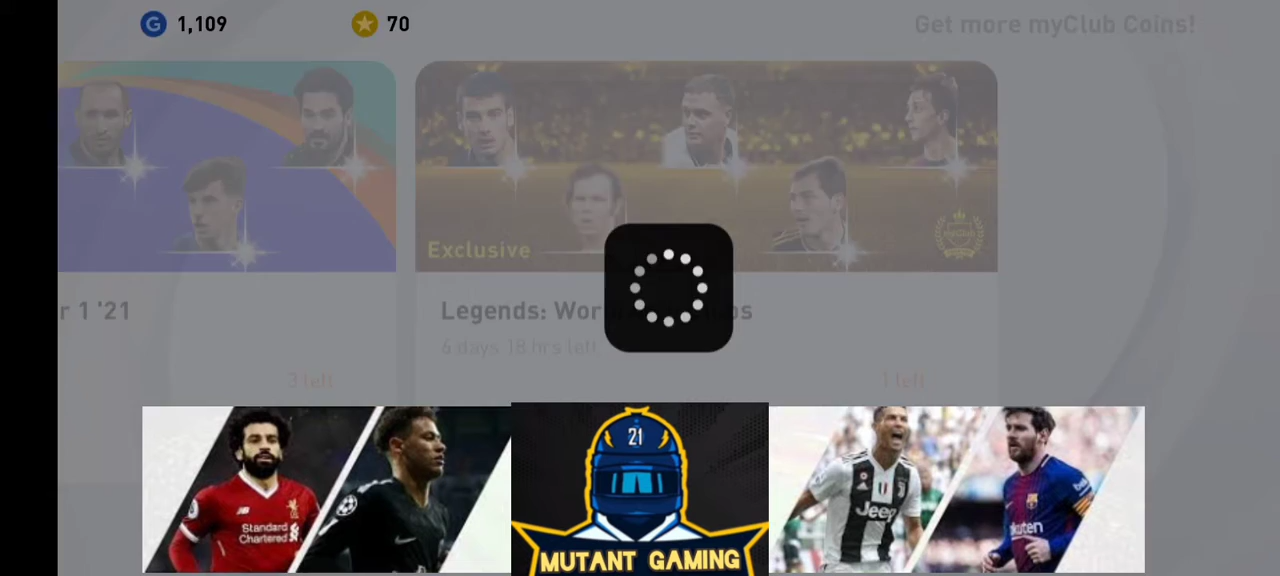 1,109
70
Get more myClub Coins!
Exclusive
r 1 '21
Legends: Wor
6 days 18 hrs left
3 left
1 left
21
NB
Standard
Chartered
Jeep
MUTANT GAMING